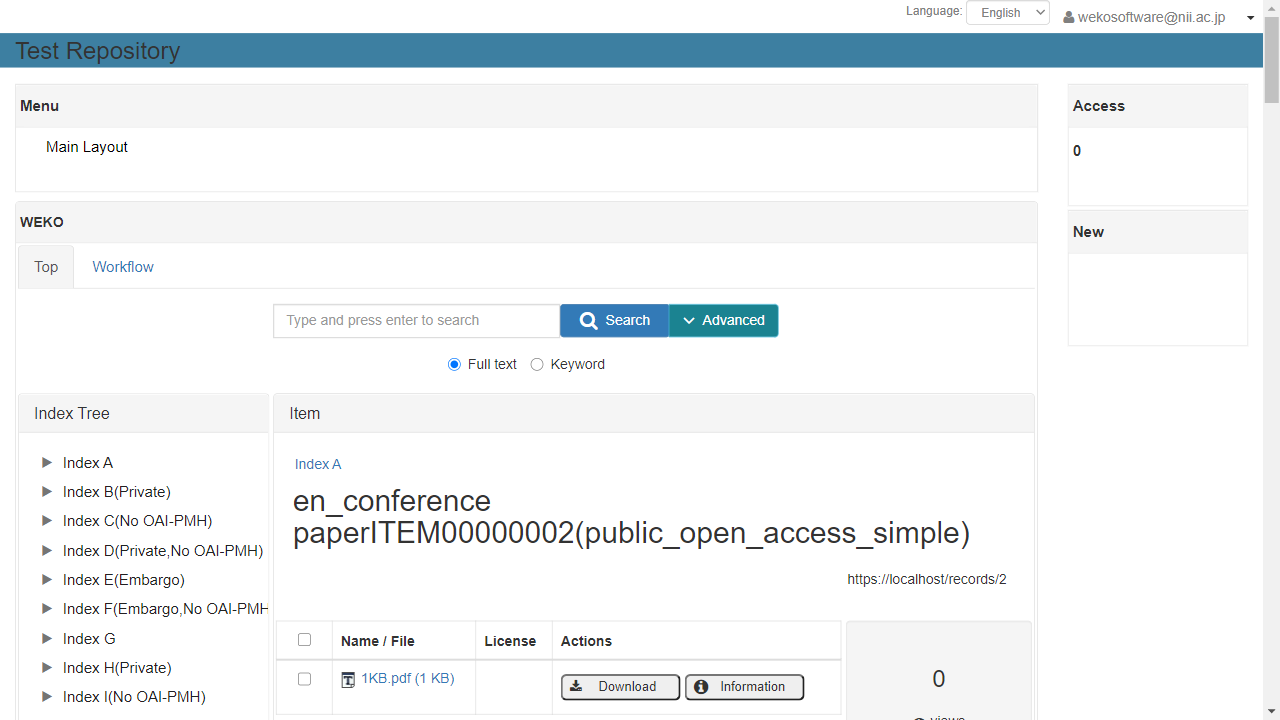 Language: English wekosoftware@nii.ac.jp
Test Repository
Menu
Main Layout
Access
0
New
WEKO
Top Workflow
Type and press enter to search Search Advanced
Full text Keyword
Index Tree
Index A
Index B(Private)
Index C(No OAI-PMH)
Index D(Private,No OAI-PMH)
Index E(Embargo)
Index F(Embargo,No OAI-PMH
Index G
Index H(Private)
Index I(No OAI-PMH)
Item
Index A
en_conference
paperITEM00000002(public_open_access_simple)
https://localhost/records/2
Name / File License Actions
1KB.pdf (1 KB) Download Information
0
views